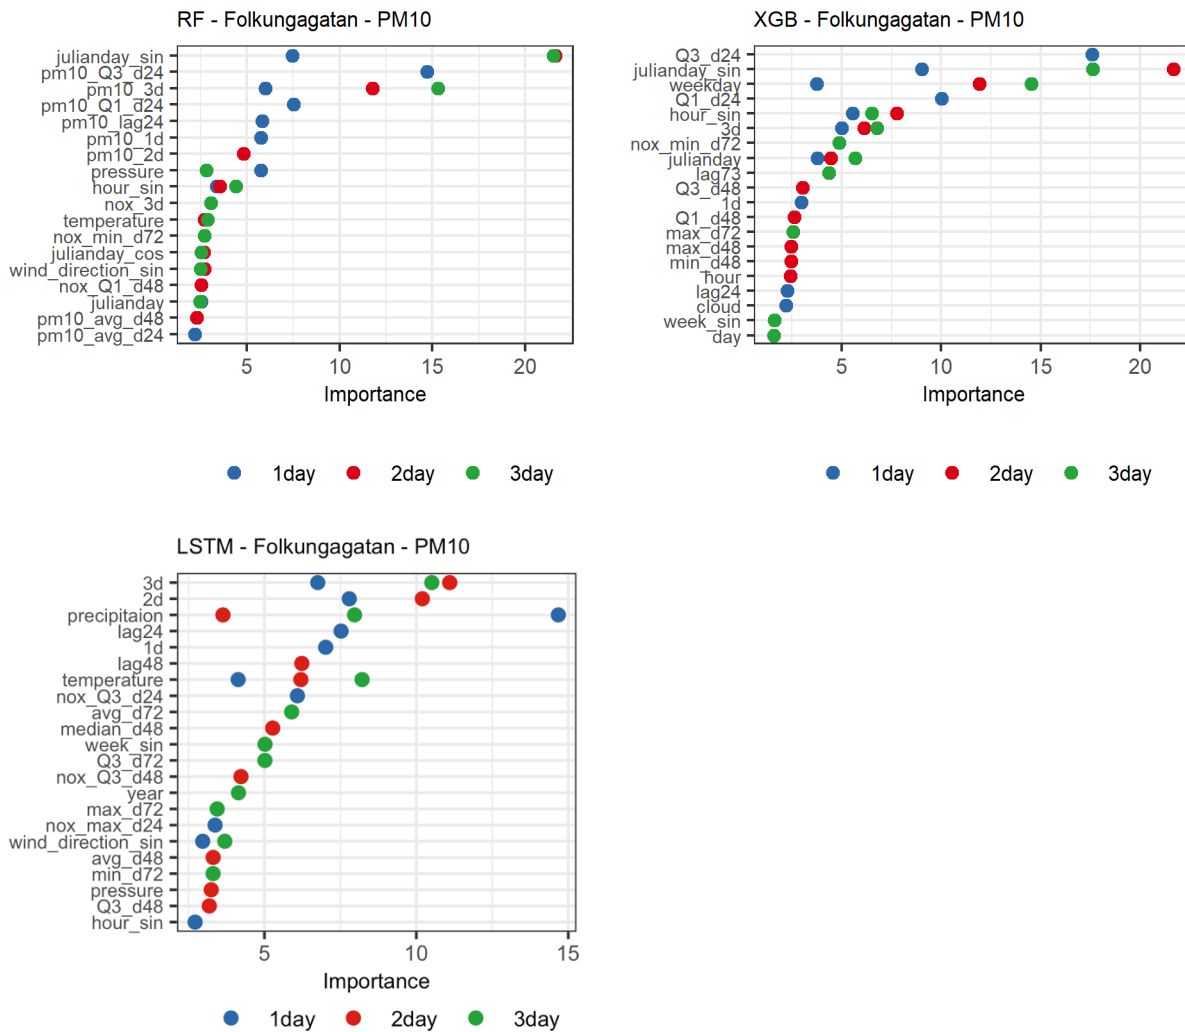 RF - Folkungagatan - PM10
julianday_sin
pm10_Q3_d24
pm10_3d
pm10_Q1_d24
pm10_lag24
pm10_1d
pm10_2d
pressure
hour_sin
nox_3d
temperature
nox_min_d72
julianday_cos
wind_direction_sin
nox_Q1_d48
julianday
pm10_avg_d48
pm10_avg_d24
5 10 15 20
Importance
1day 2day 3day
XGB - Folkungagatan - PM10
Q3_d24
julianday_sin
weekday
Q1_d24
hour_sin
3d
nox_min_d72
julianday
lag73
Q3_d48
1d
Q1_d48
max_d72
max_d48
min_d48
hour
lag24
cloud
week_sin
day
5 10 15 20
Importance
1day 2day 3day
LSTM - Folkungagatan - PM10
3d
2d
precipitaion
lag24
1d
lag48
temperature
nox_Q3_d24
avg_d72
median_d48
week_sin
Q3_d72
nox_Q3_d48
year
max_d72
nox_max_d24
wind_direction_sin
avg_d48
min_d72
pressure
Q3_d48
hour_sin
5 10 15
Importance
1day 2day 3day